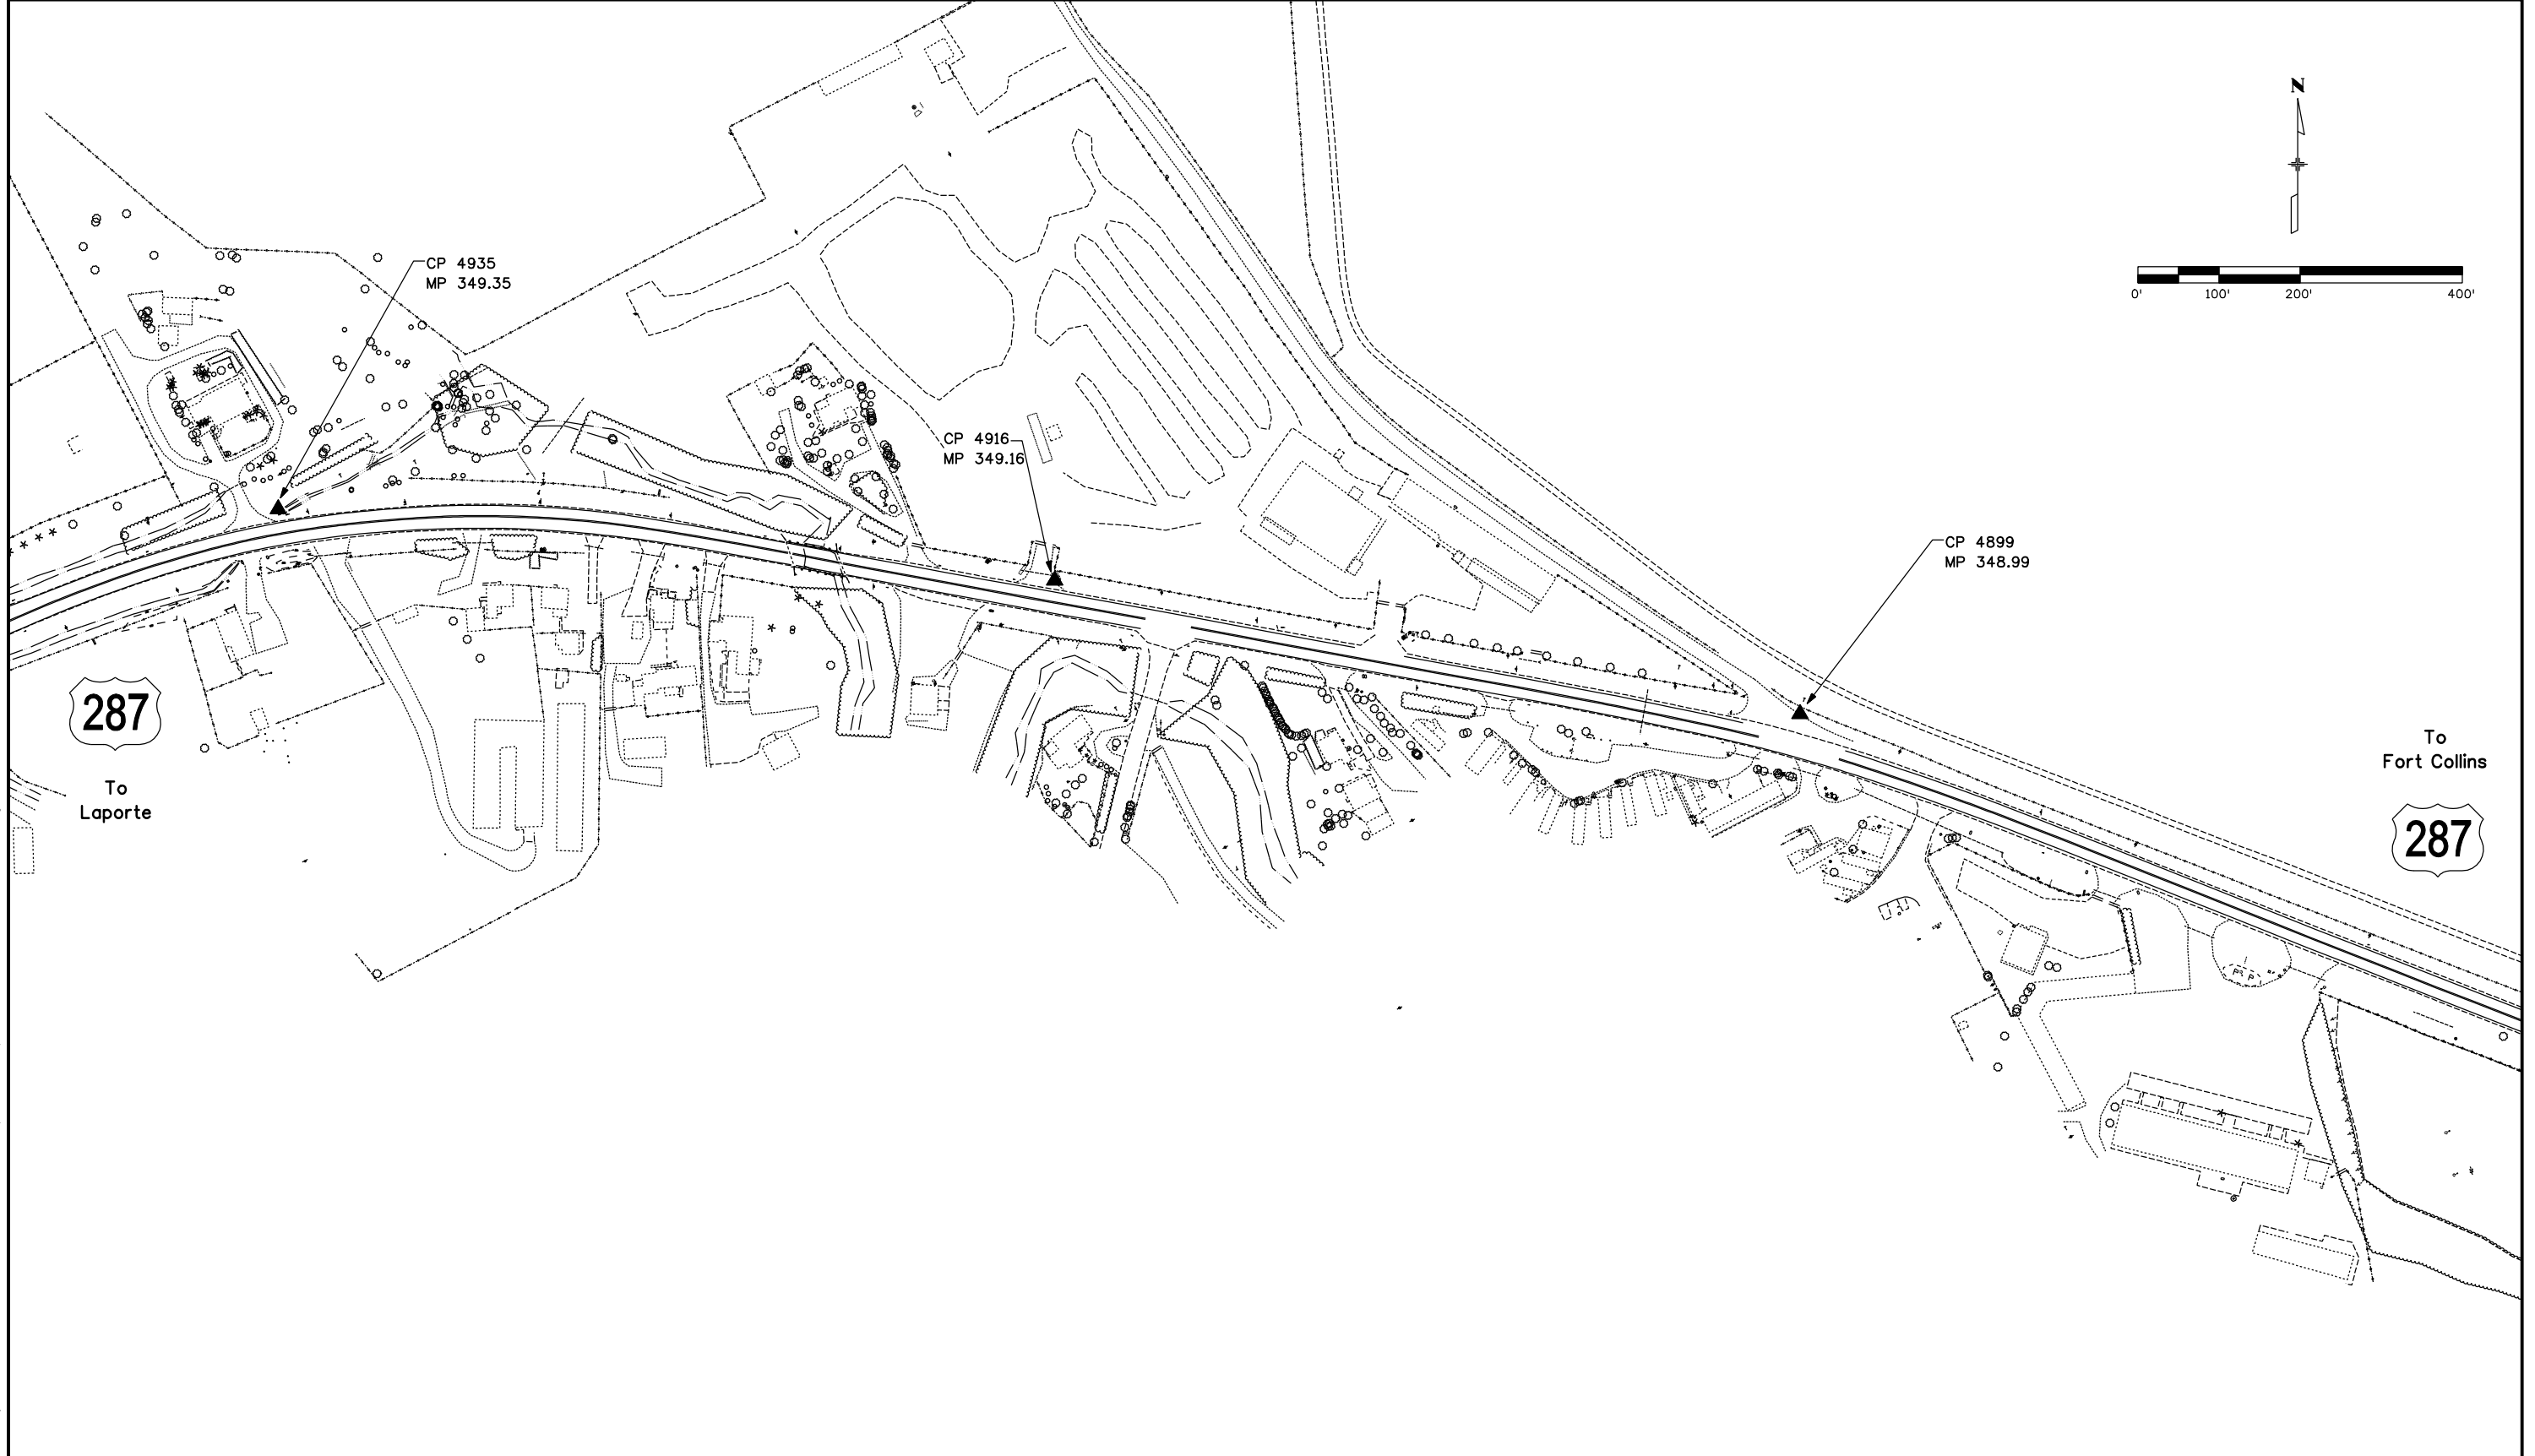 N
CP 4935
MP 349.35
0' 100' 200' 400'
CP 4916
MP 349.16
CP 4899
MP 348.99
287
To
Laporte
To
Fort Collins
287
P P